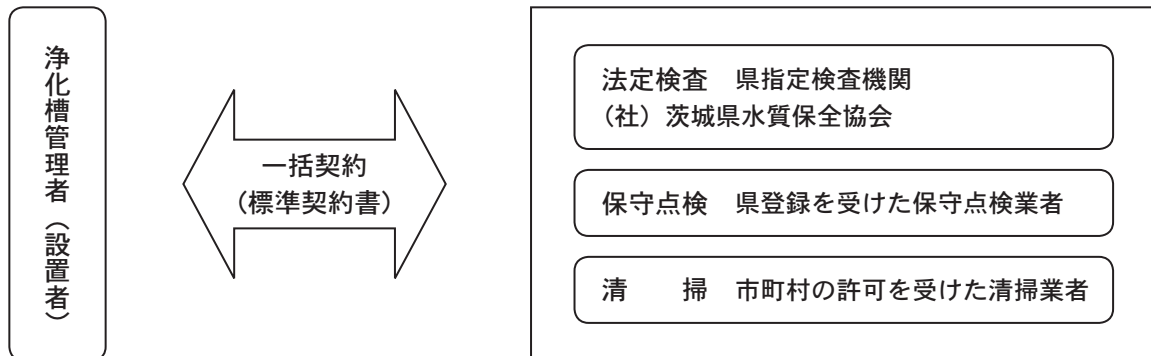 浄化槽管理者（設置者）
一括契約
（標準契約書）
法定検査　県指定検査機関
（社）茨城県水質保全協会
保守点検　県登録を受けた保守点検業者
清　　掃　市町村の許可を受けた清掃業者